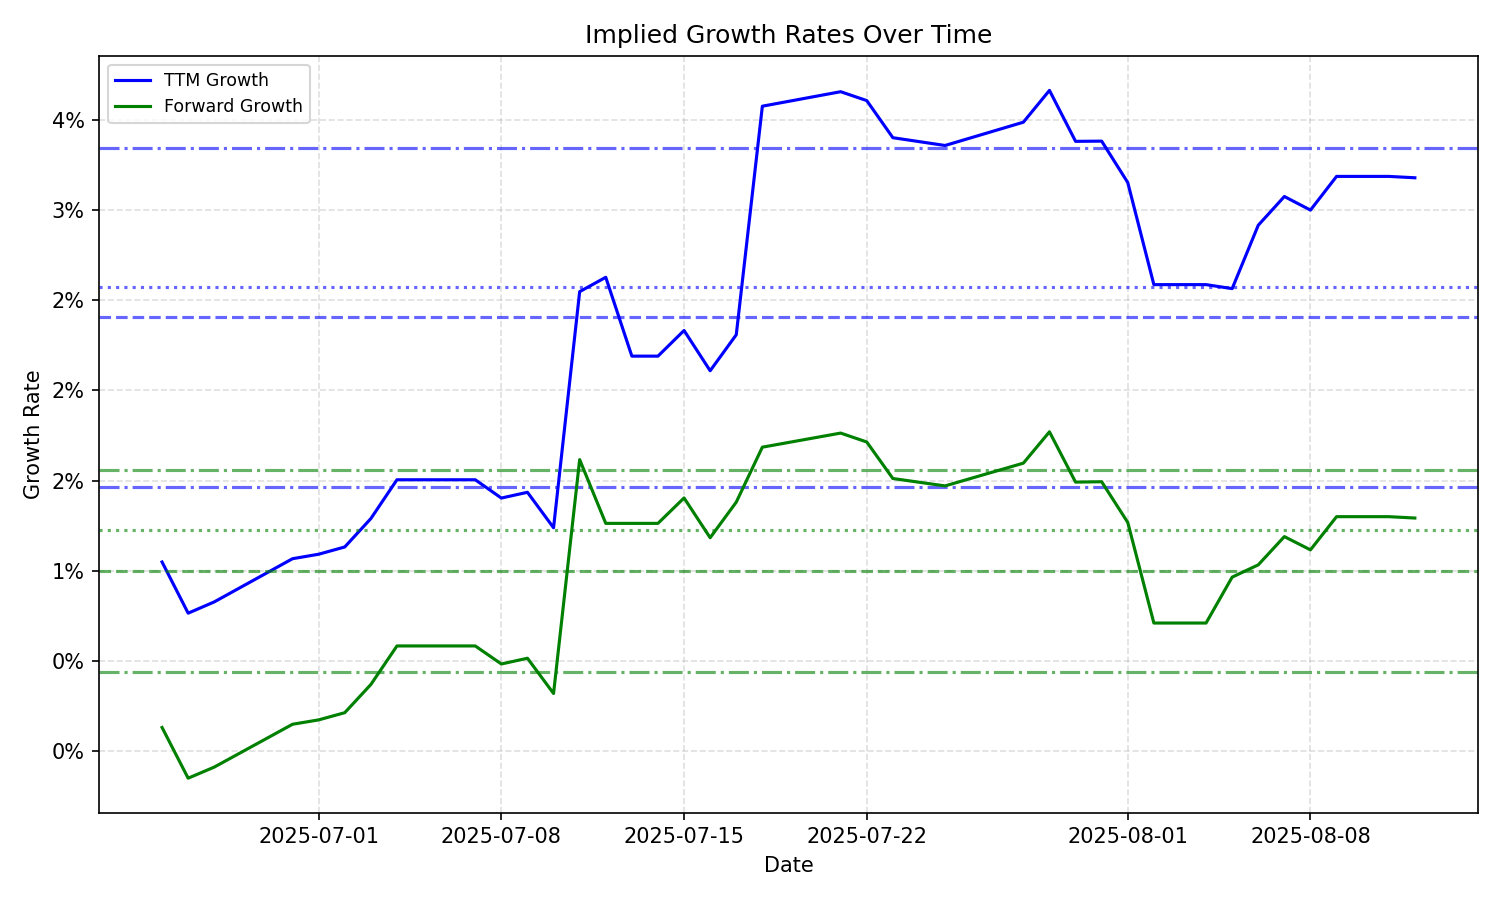 Implied Growth Rates Over Time
TTM Growth
Forward Growth
Growth Rate
4%
3%
2%
2%
2%
1%
0%
0%
2025-07-01
2025-07-08
2025-07-15
2025-07-22
2025-08-01
2025-08-08
Date